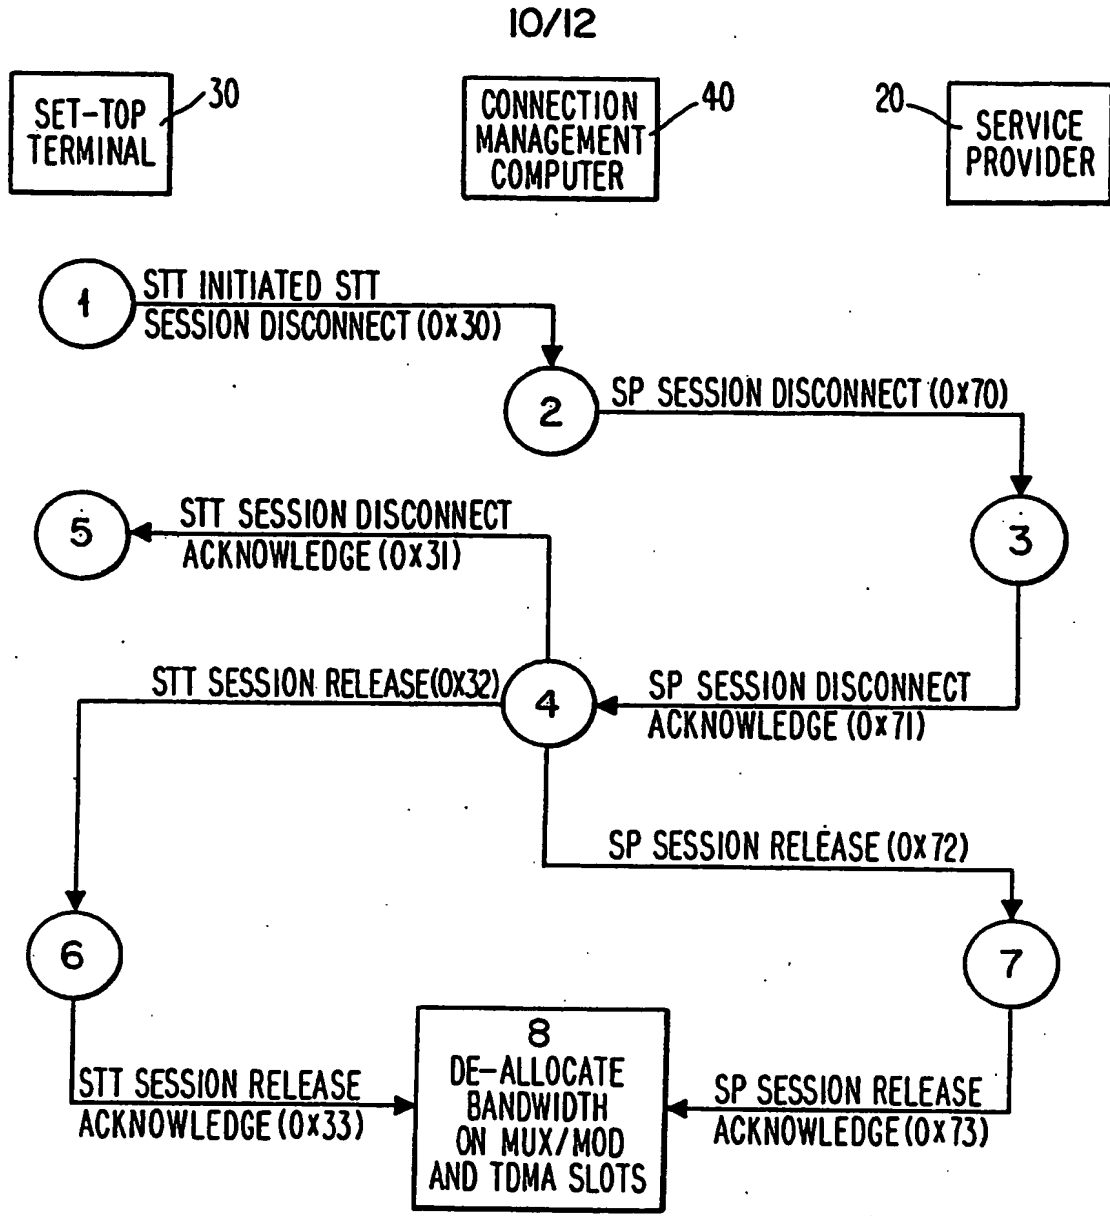 10/12
SET-TOP
TERMINAL
30
CONNECTION
MANAGEMENT
COMPUTER
40
20
SERVICE
PROVIDER
1
STT INITIATED STT
SESSION DISCONNECT (0X30)
2
SP SESSION DISCONNECT (0X70)
3
5
STT SESSION DISCONNECT
ACKNOWLEDGE (0X31)
STT SESSION RELEASE(0X32)
4
SP SESSION DISCONNECT
ACKNOWLEDGE (0X71)
SP SESSION RELEASE (0X72)
6
7
STT SESSION RELEASE
ACKNOWLEDGE (0X33)
8
DE-ALLOCATE
BANDWIDTH
ON MUX/MOD
AND TDMA SLOTS
SP SESSION RELEASE
ACKNOWLEDGE (0X73)